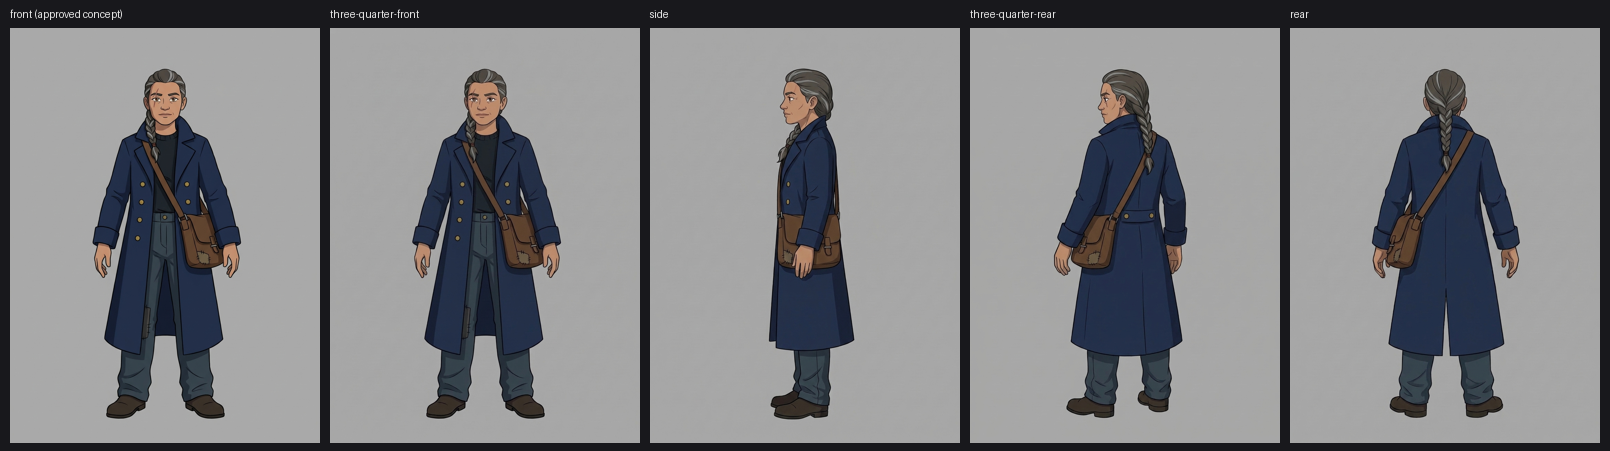 front (approved concept)
three-quarter-front
side
three-quarter-rear
rear